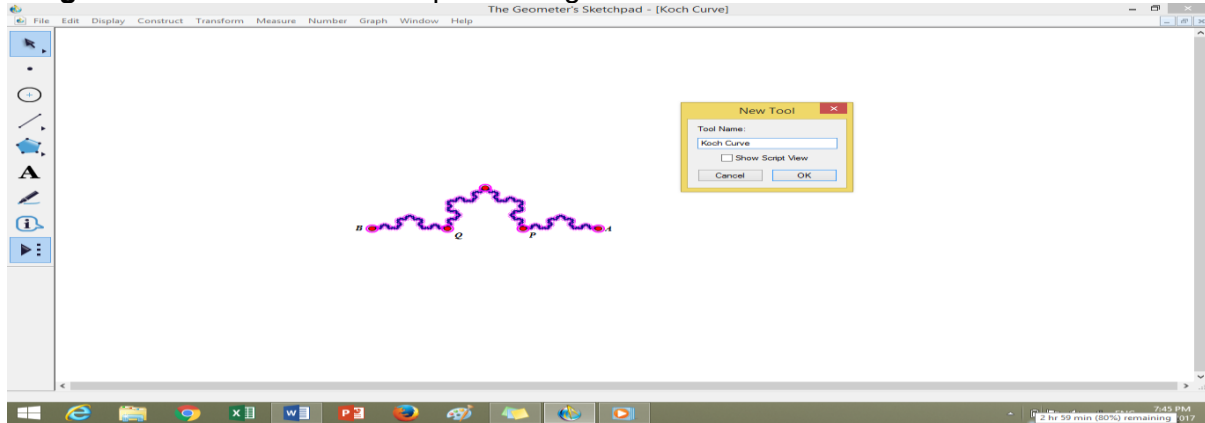 The Geometer's Sketchpad - [Koch Curve]
File Edit Display Construct Transform Measure Number Graph Window Help
New Tool
Tool Name:
Koch Curve
Show Script View
Cancel OK
B Q P A
A
7:45 PM
2 hr 59 min (80%) remaining 017